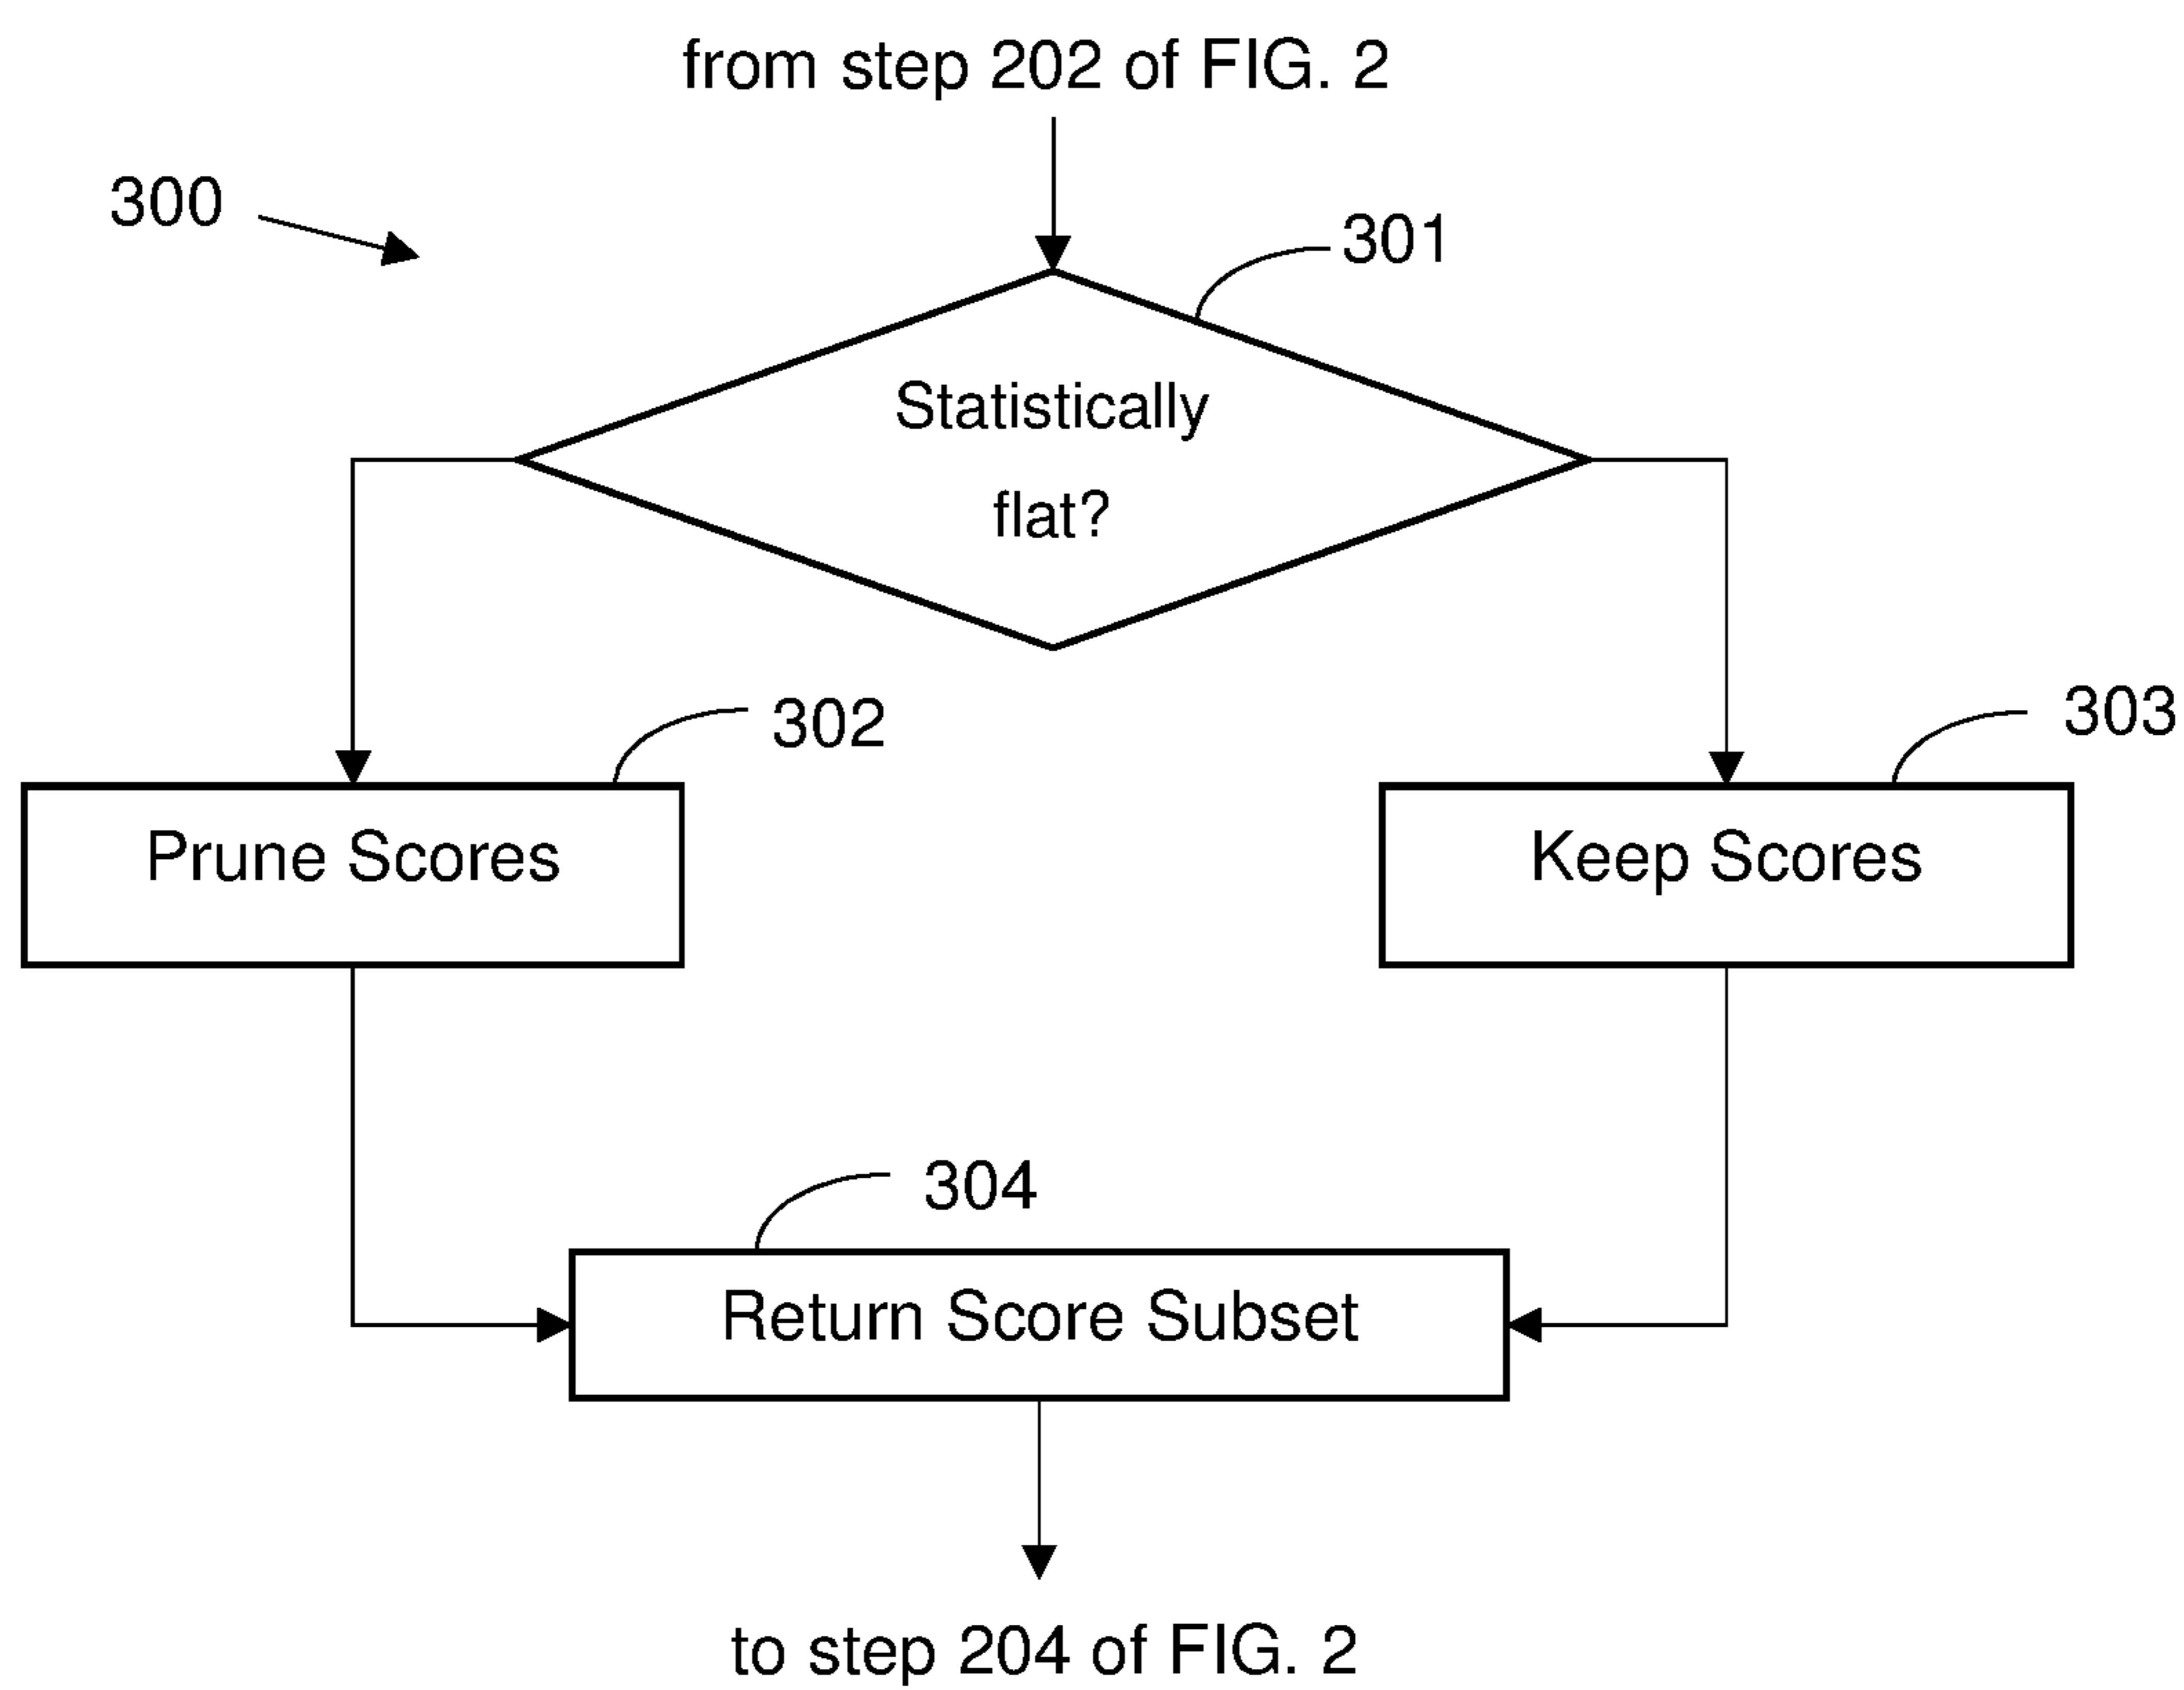 from step 202 of FIG. 2
300
301
Statistically
flat?
302
303
Prune Scores
Keep Scores
304
Return Score Subset
to step 204 of FIG. 2